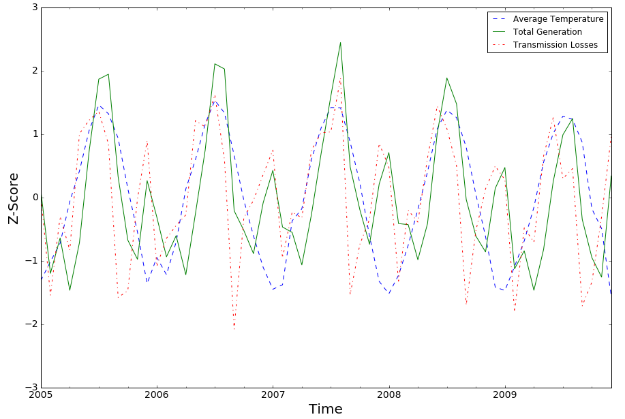 3
2
1
0
−1
−2
−3
Z-Score
2005
2006
2007
2008
2009
Time
Average Temperature
Total Generation
Transmission Losses